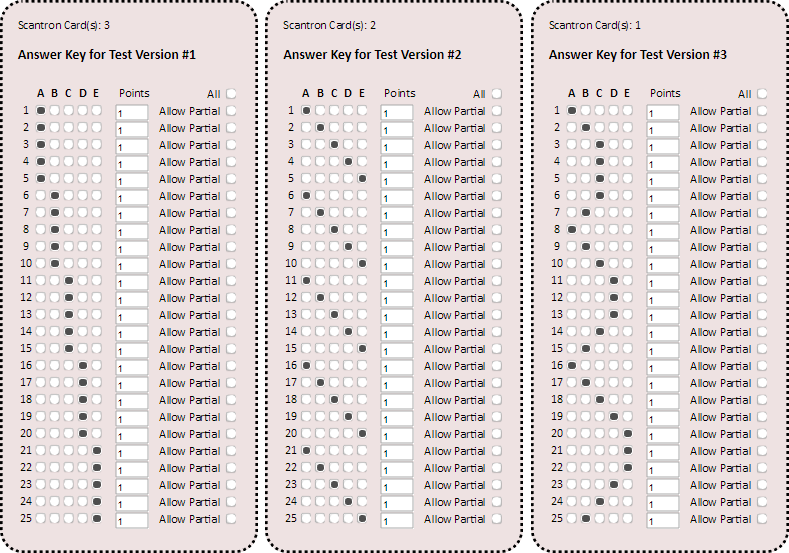 Scantron Card(s): 3
Answer Key for Test Version #1
A B C D E Points All
1 1 Allow Partial
2 1 Allow Partial
3 1 Allow Partial
4 1 Allow Partial
5 1 Allow Partial
6 1 Allow Partial
7 1 Allow Partial
8 1 Allow Partial
9 1 Allow Partial
10 1 Allow Partial
11 1 Allow Partial
12 1 Allow Partial
13 1 Allow Partial
14 1 Allow Partial
15 1 Allow Partial
16 1 Allow Partial
17 1 Allow Partial
18 1 Allow Partial
19 1 Allow Partial
20 1 Allow Partial
21 1 Allow Partial
22 1 Allow Partial
23 1 Allow Partial
24 1 Allow Partial
25 1 Allow Partial
Scantron Card(s): 2
Answer Key for Test Version #2
A B C D E Points All
1 1 Allow Partial
2 1 Allow Partial
3 1 Allow Partial
4 1 Allow Partial
5 1 Allow Partial
6 1 Allow Partial
7 1 Allow Partial
8 1 Allow Partial
9 1 Allow Partial
10 1 Allow Partial
11 1 Allow Partial
12 1 Allow Partial
13 1 Allow Partial
14 1 Allow Partial
15 1 Allow Partial
16 1 Allow Partial
17 1 Allow Partial
18 1 Allow Partial
19 1 Allow Partial
20 1 Allow Partial
21 1 Allow Partial
22 1 Allow Partial
23 1 Allow Partial
24 1 Allow Partial
25 1 Allow Partial
Scantron Card(s): 1
Answer Key for Test Version #3
A B C D E Points All
1 1 Allow Partial
2 1 Allow Partial
3 1 Allow Partial
4 1 Allow Partial
5 1 Allow Partial
6 1 Allow Partial
7 1 Allow Partial
8 1 Allow Partial
9 1 Allow Partial
10 1 Allow Partial
11 1 Allow Partial
12 1 Allow Partial
13 1 Allow Partial
14 1 Allow Partial
15 1 Allow Partial
16 1 Allow Partial
17 1 Allow Partial
18 1 Allow Partial
19 1 Allow Partial
20 1 Allow Partial
21 1 Allow Partial
22 1 Allow Partial
23 1 Allow Partial
24 1 Allow Partial
25 1 Allow Partial